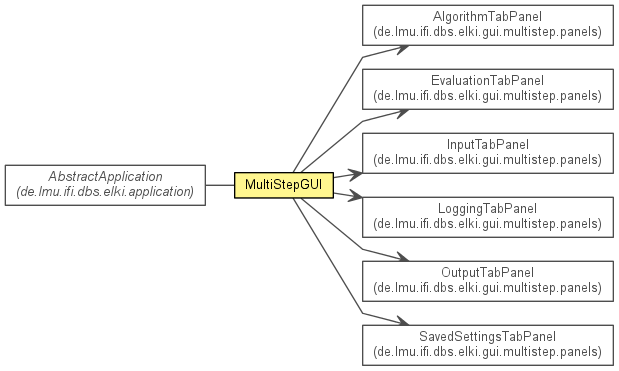 AlgorithmTabPanel
(de.lmu.ifi.dbs.elki.gui.multistep.panels)
EvaluationTabPanel
(de.lmu.ifi.dbs.elki.gui.multistep.panels)
InputTabPanel
(de.lmu.ifi.dbs.elki.gui.multistep.panels)
AbstractApplication
(de.lmu.ifi.dbs.elki.application)
MultiStepGUI
LoggingTabPanel
(de.lmu.ifi.dbs.elki.gui.multistep.panels)
OutputTabPanel
(de.lmu.ifi.dbs.elki.gui.multistep.panels)
SavedSettingsTabPanel
(de.lmu.ifi.dbs.elki.gui.multistep.panels)